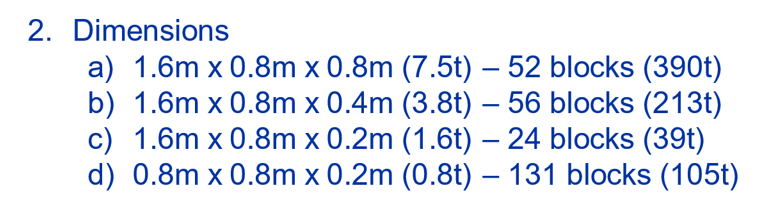 2. Dimensions
a) 1.6m x 0.8m x 0.8m (7.5t) – 52 blocks (390t)
b) 1.6m x 0.8m x 0.4m (3.8t) – 56 blocks (213t)
c) 1.6m x 0.8m x 0.2m (1.6t) – 24 blocks (39t)
d) 0.8m x 0.8m x 0.2m (0.8t) – 131 blocks (105t)